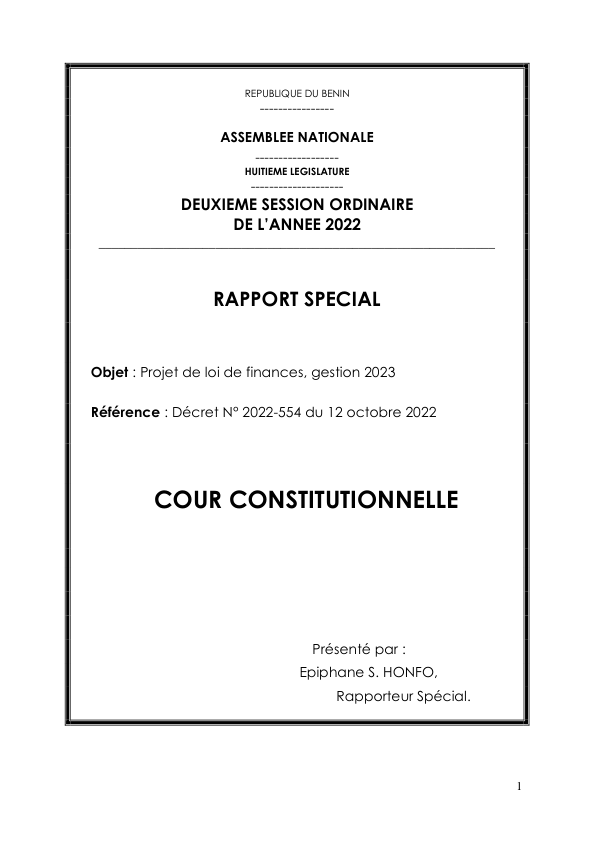 REPUBLIQUE DU BENIN
----------------
ASSEMBLEE NATIONALE
------------------
HUITIEME LEGISLATURE
--------------------
DEUXIEME SESSION ORDINAIRE
DE L’ANNEE 2022
RAPPORT SPECIAL
Objet : Projet de loi de finances, gestion 2023
Référence : Décret N° 2022-554 du 12 octobre 2022
COUR CONSTITUTIONNELLE
Présenté par :
Epiphane S. HONFO,
Rapporteur Spécial.
1